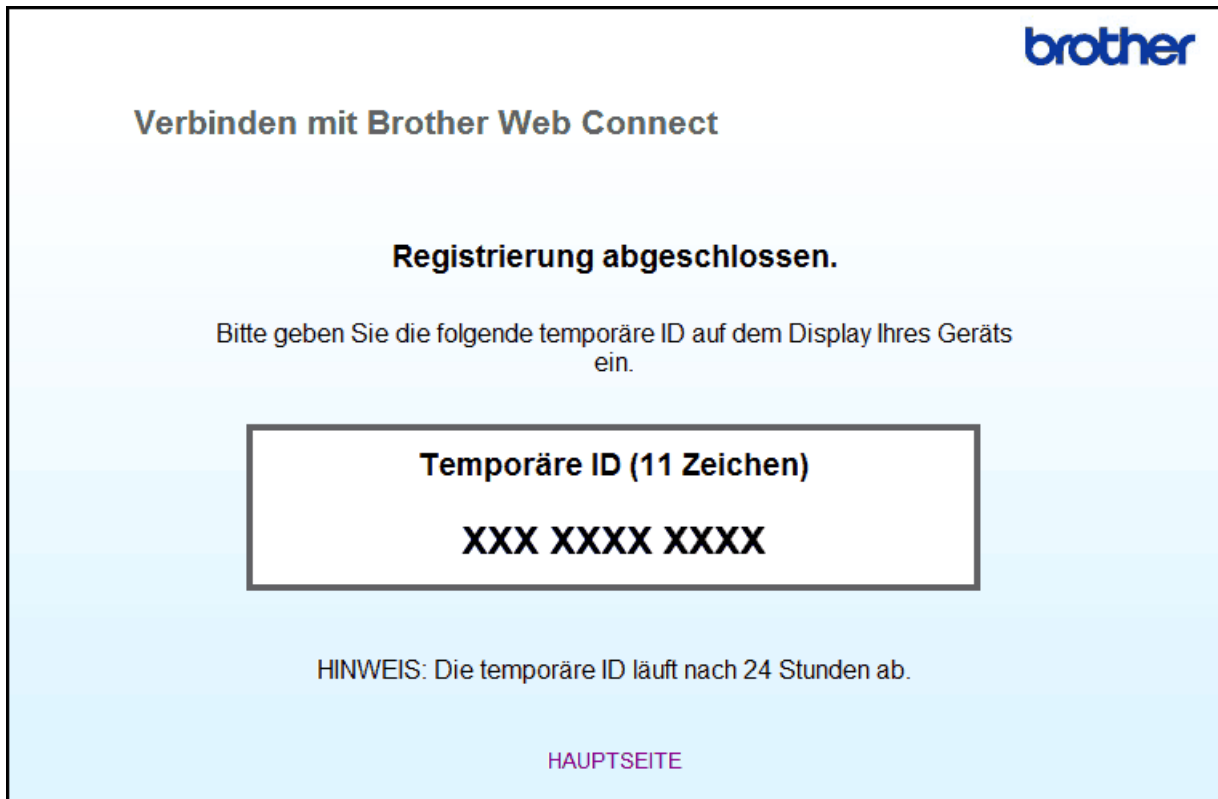 brother
Verbinden mit Brother Web Connect
Registrierung abgeschlossen.
Bitte geben Sie die folgende temporäre ID auf dem Display Ihres Geräts
ein.
Temporäre ID (11 Zeichen)
XXX XXXX XXXX
HINWEIS: Die temporäre ID läuft nach 24 Stunden ab.
HAUPTSEITE